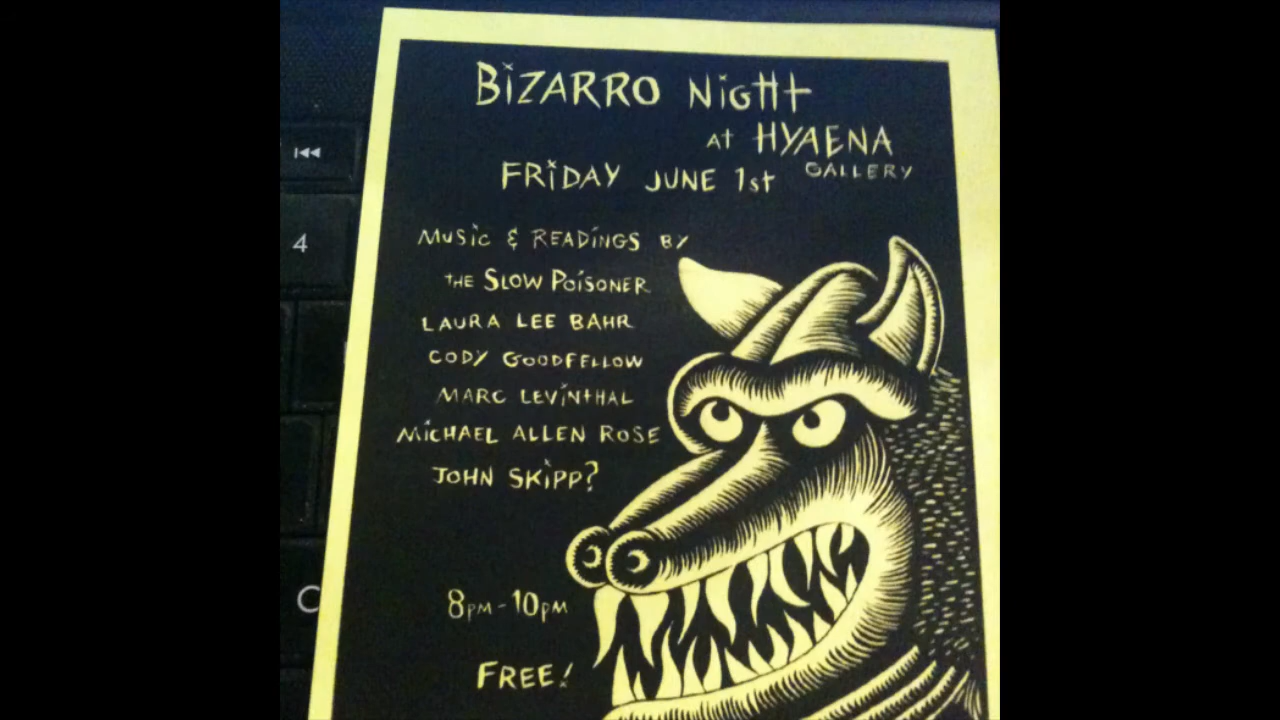 BiZARRO NiGHt
At HYAENA
GALLERY
FRiDAY JUNE 1st
MUSiC & READiNGS BY
tHE SLOW POiSONER
LAURA LEE BAHR
CODY GOODFELLOW
MARC LEViNtHAL
MiCHAEL ALLEN ROSE
JOHN SKiPP?
8PM - 10PM
FREE!
4
C